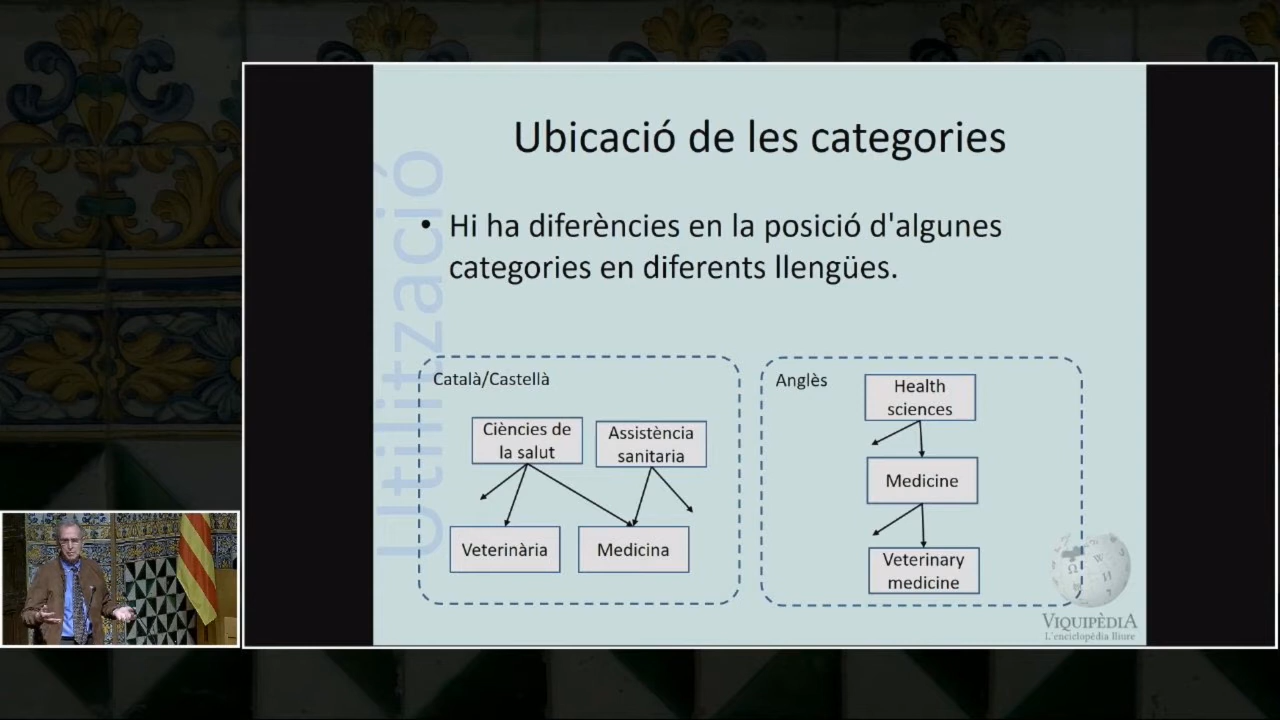 Ubicació de les categories
Utilització
• Hi ha diferències en la posició d'algunes
categories en diferents llengües.
Català/Castellà
Ciències de
la salut
Assistència
sanitaria
Veterinària
Medicina
Anglès
Health
sciences
Medicine
Veterinary
medicine
VIQUIPÈDIA
L'enciclopèdia lliure